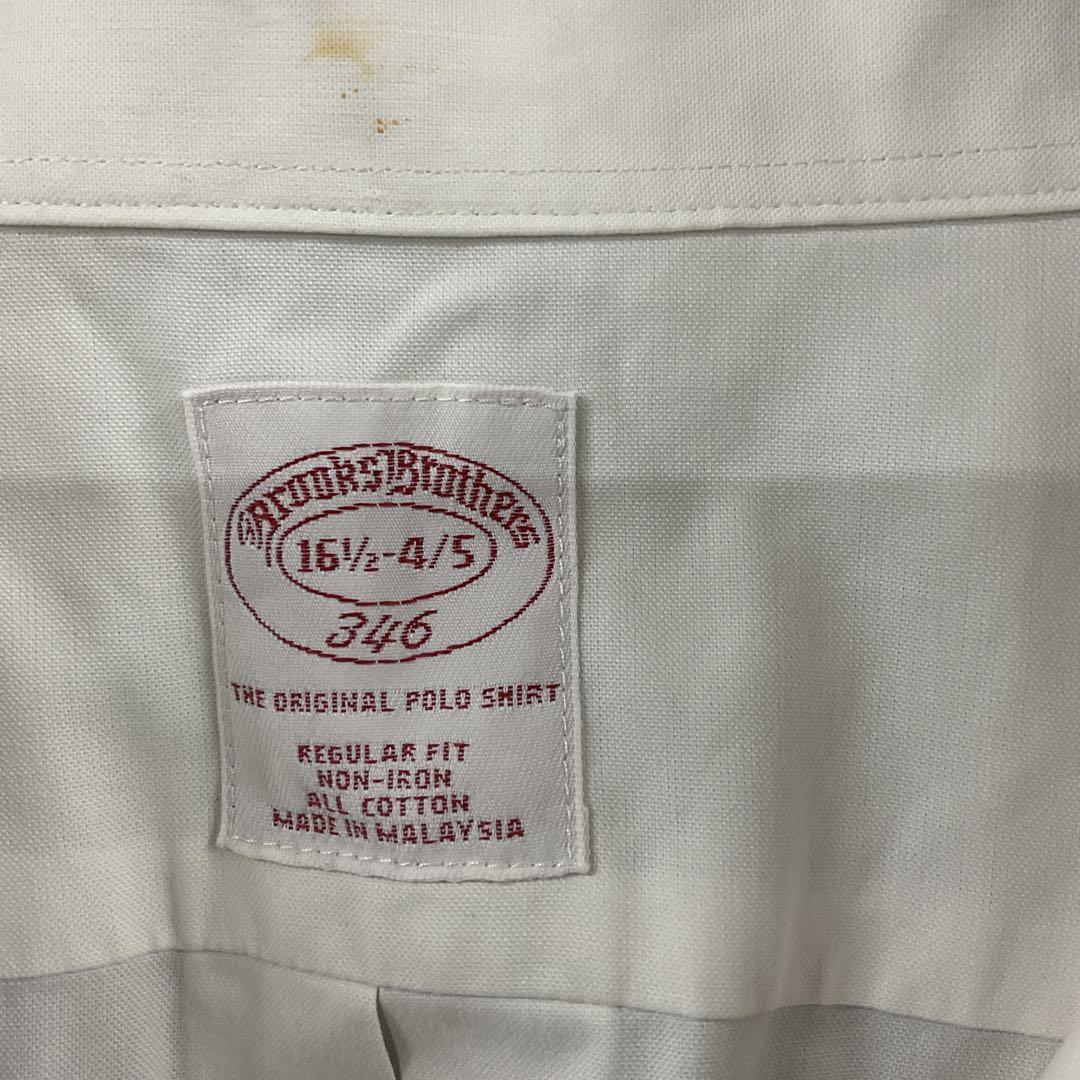 Brooks Brothers
16½-4/5
346
THE ORIGINAL POLO SHIRT
REGULAR FIT
NON-IRON
ALL COTTON
MADE IN MALAYSIA